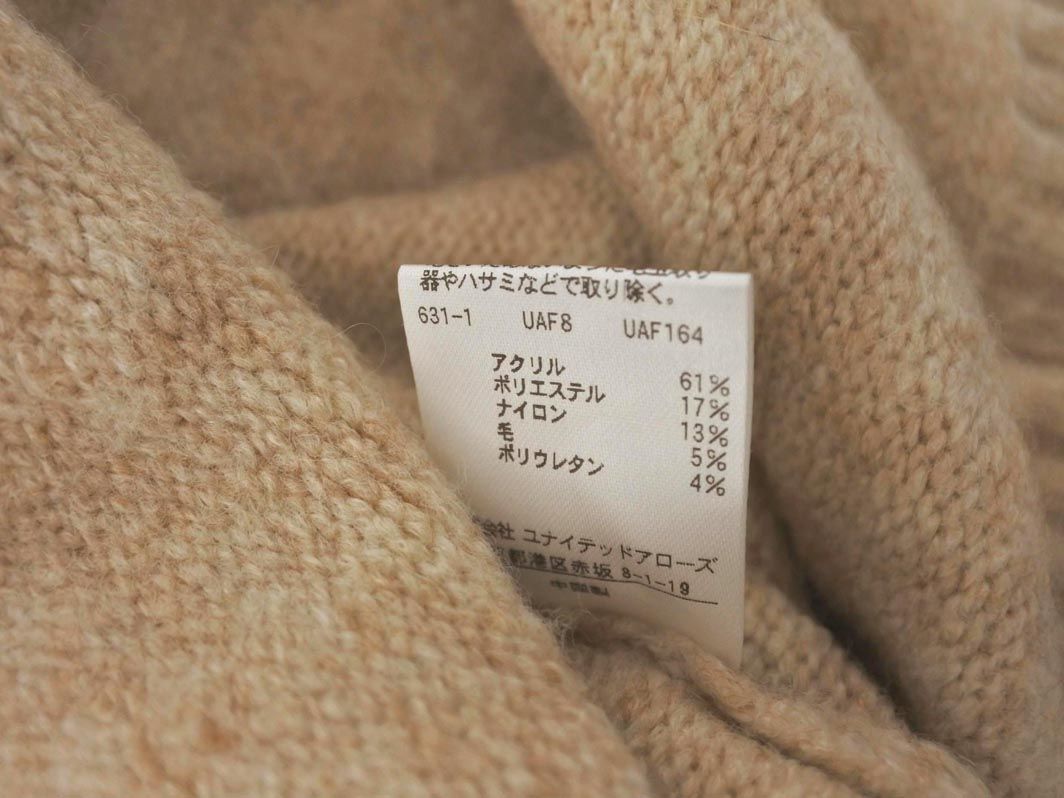 器やハサミなどで取り除く。
631-1 UAF8 UAF164
アクリル 61%
ポリエステル 17%
ナイロン 13%
毛 5%
ポリウレタン 4%
会社 ユナイテッドアローズ
都港区赤坂 8-1-19